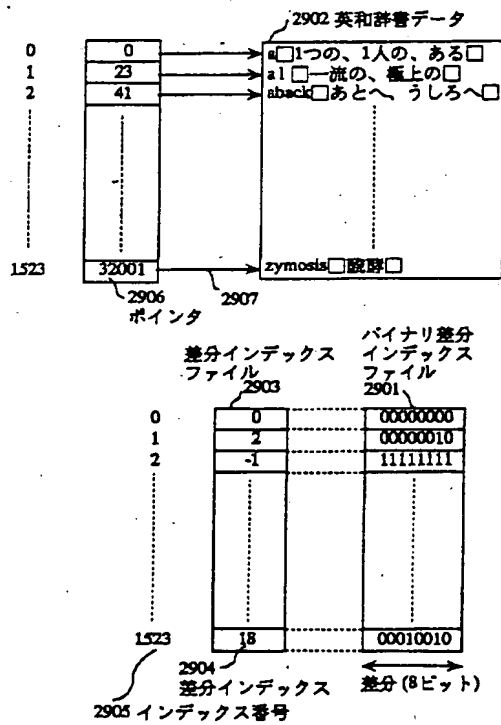 2902 英和辞書データ
0 0 a□1つの、1人の、ある□
1 23 a1□一流の、極上の□
2 41 aback□あとへ、うしろへ□
1523 32001 zymosis□醗酵□
2906 2907
ポインタ
差分インデックス
ファイル
2903
バイナリ差分
インデックス
ファイル
2901
0 0 00000000
1 2 00000010
2 -1 11111111
1523 18 00010010
2904
差分インデックス 差分(8ビット)
2905 インデックス番号